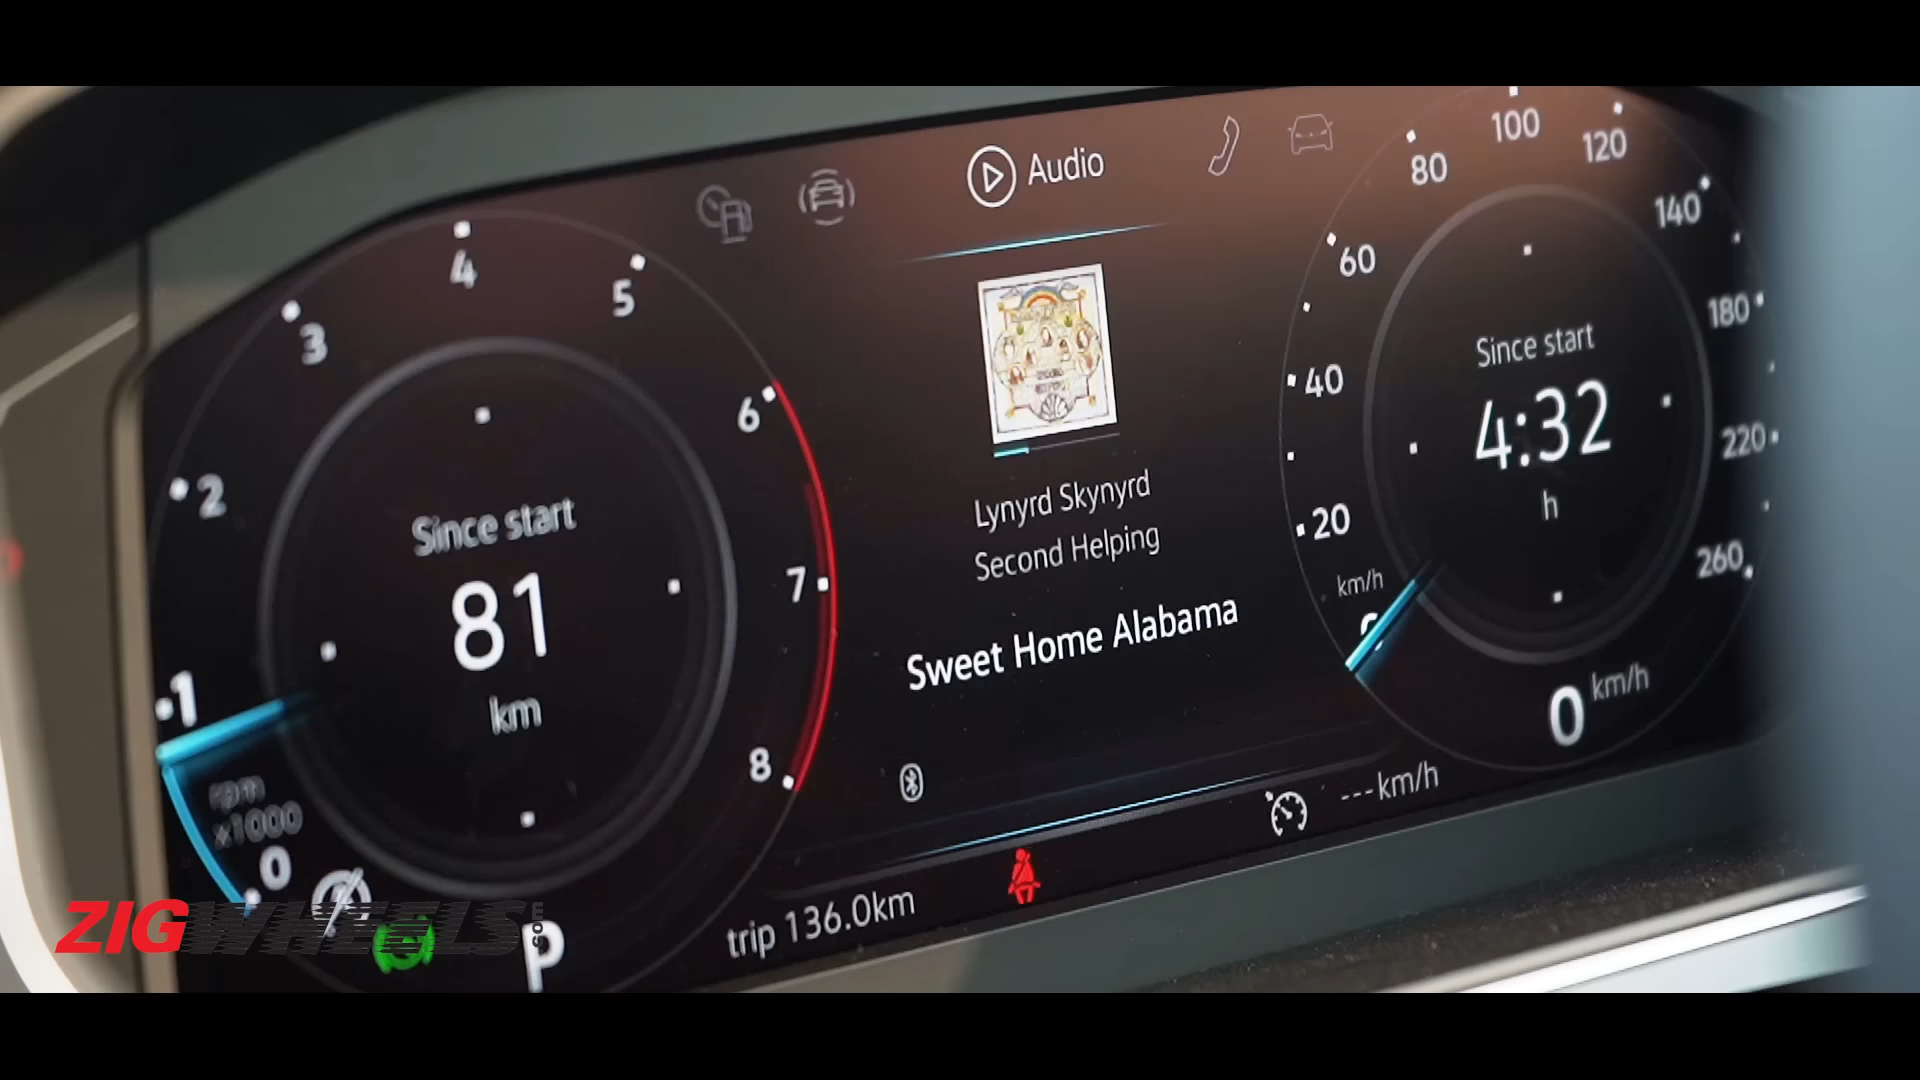 Audio
Lynyrd Skynyrd
Second Helping
Sweet Home Alabama
0
1
2
3
4
5
6
7
8
rpm
x1000
Since start
81
km
P
trip 136.0km
km/h
20
40
60
80
100
120
140
180
220
260
Since start
4:32
h
0 km/h
---km/h
ZIGWHEELS.com